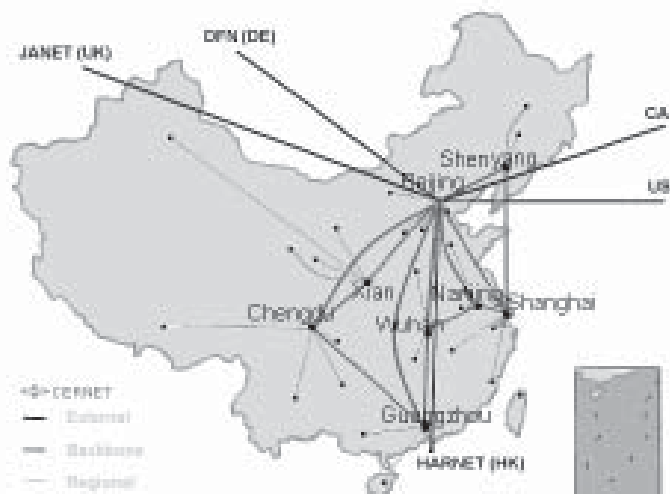 DFN (DE)
JANET (UK)
CA
Shenyang
Beijing
US
Xian
Nanjing
Shanghai
Chengdu
Wuhan
CERNET
External
Guangzhou
Backbone
HARNET (HK)
Regional